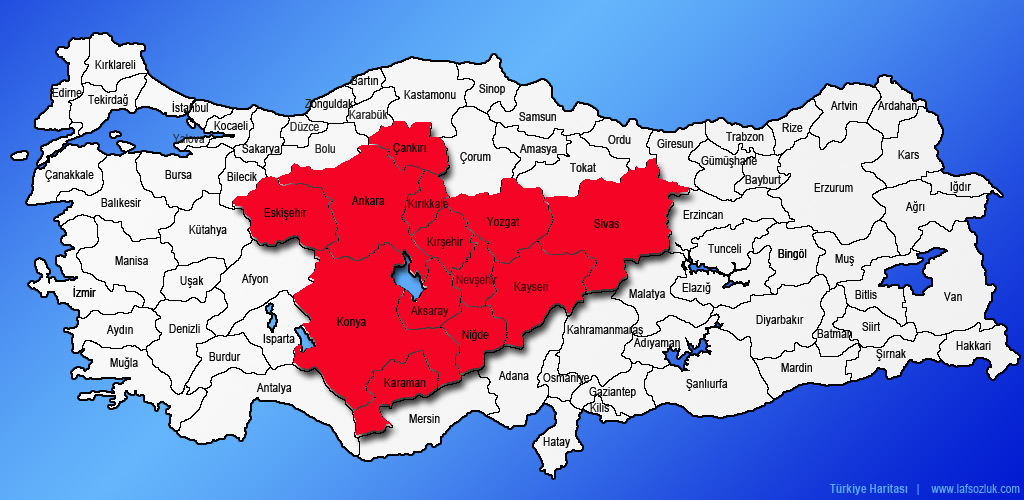 Kırklareli
Edirne
Tekirdağ
İstanbul
Kocaeli
Yalova
Sakarya
Düzce
Bolu
Zonguldak
Bartın
Karabük
Kastamonu
Sinop
Çankırı
Çorum
Samsun
Amasya
Tokat
Ordu
Giresun
Trabzon
Gümüşhane
Bayburt
Rize
Artvin
Ardahan
Kars
Iğdır
Ağrı
Erzurum
Erzincan
Çanakkale
Balıkesir
Bursa
Bilecik
Kütahya
Eskişehir
Ankara
Kırıkkale
Kırşehir
Yozgat
Sivas
Tunceli
Bingöl
Muş
Elazığ
Malatya
Bitlis
Van
Manisa
İzmir
Uşak
Afyon
Aydın
Denizli
Muğla
Burdur
Isparta
Antalya
Konya
Aksaray
Nevşehir
Kayseri
Niğde
Karaman
Mersin
Adana
Kahramanmaraş
Osmaniye
Gaziantep
Kilis
Hatay
Adıyaman
Şanlıurfa
Diyarbakır
Mardin
Batman
Siirt
Şırnak
Hakkari
Türkiye Haritası | www.lafsozluk.com